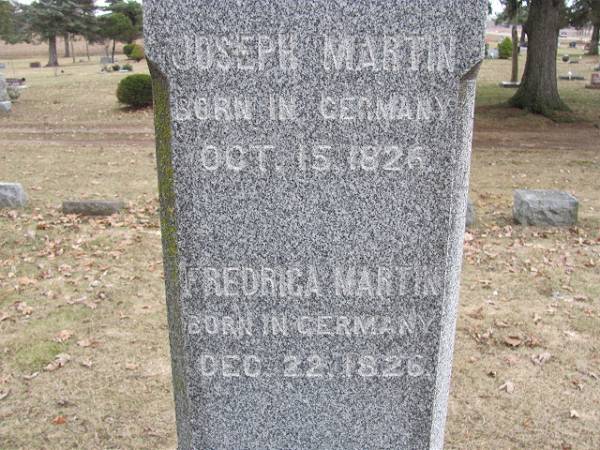 JOSEPH MARTIN
BORN IN GERMANY
OCT. 15, 1826.
FREDRICA MARTIN
BORN IN GERMANY
DEC. 22, 1826.